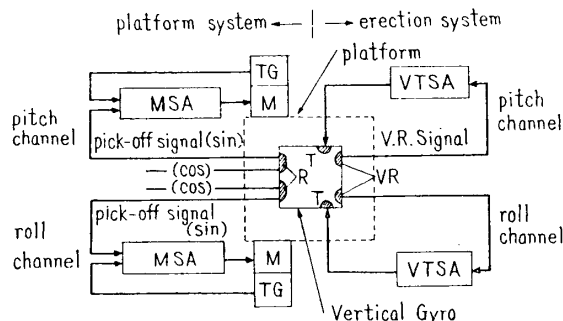 platform system
erection system
TG
M
platform
MSA
VTSA
pitch
channel
pick-off signal (sin)
V.R. Signal
pitch
channel
T
(cos)
R
VR
(cos)
T
pick-off signal
(sin)
roll
channel
roll
channel
MSA
M
TG
VTSA
Vertical Gyro